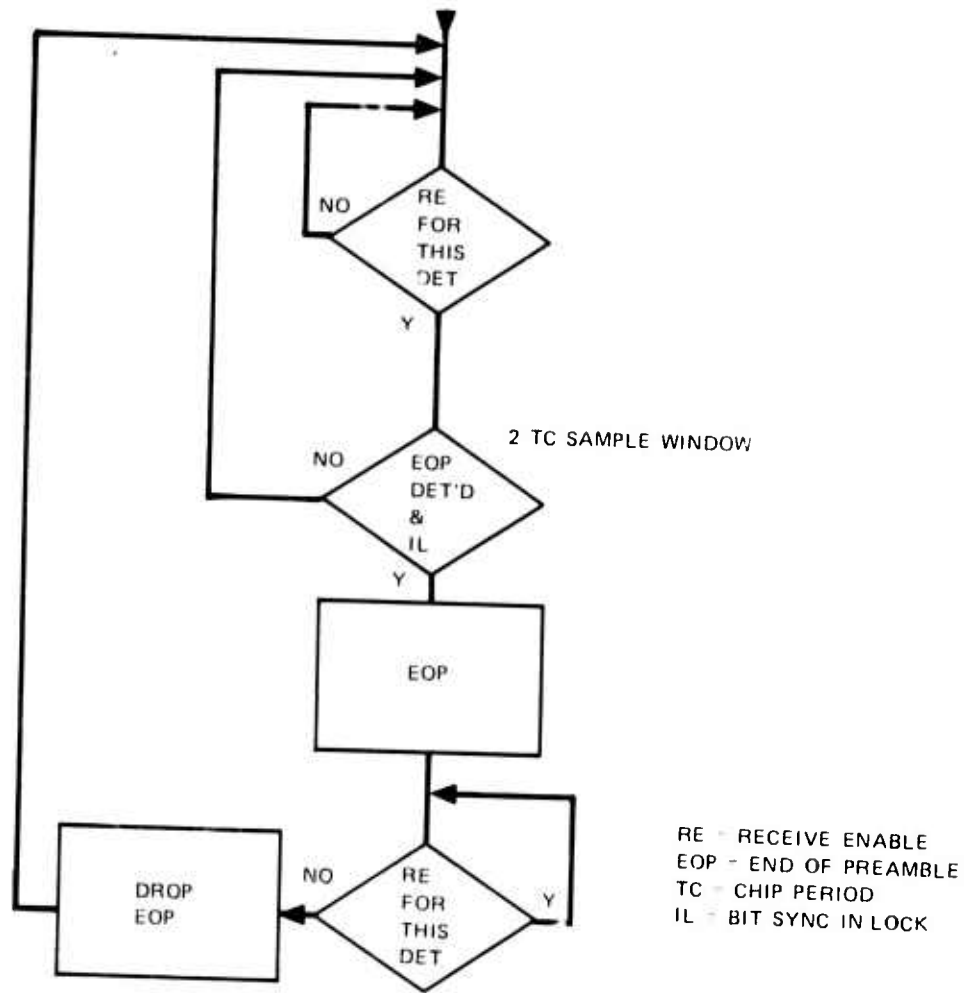 NO
RE
FOR
THIS
DET
Y
2 TC SAMPLE WINDOW
NO
EOP
DET'D
&
IL
Y
EOP
NO
RE
FOR
THIS
DET
Y
DROP
EOP
RE - RECEIVE ENABLE
EOP - END OF PREAMBLE
TC - CHIP PERIOD
IL - BIT SYNC IN LOCK